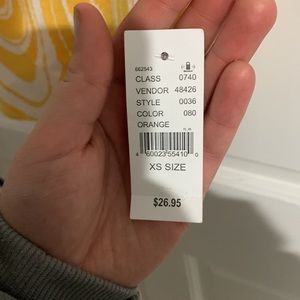 662543
CLASS 0740
VENDOR 48426
STYLE 0036
COLOR 080
ORANGE
4 60023 55410 0
XS SIZE
$26.95